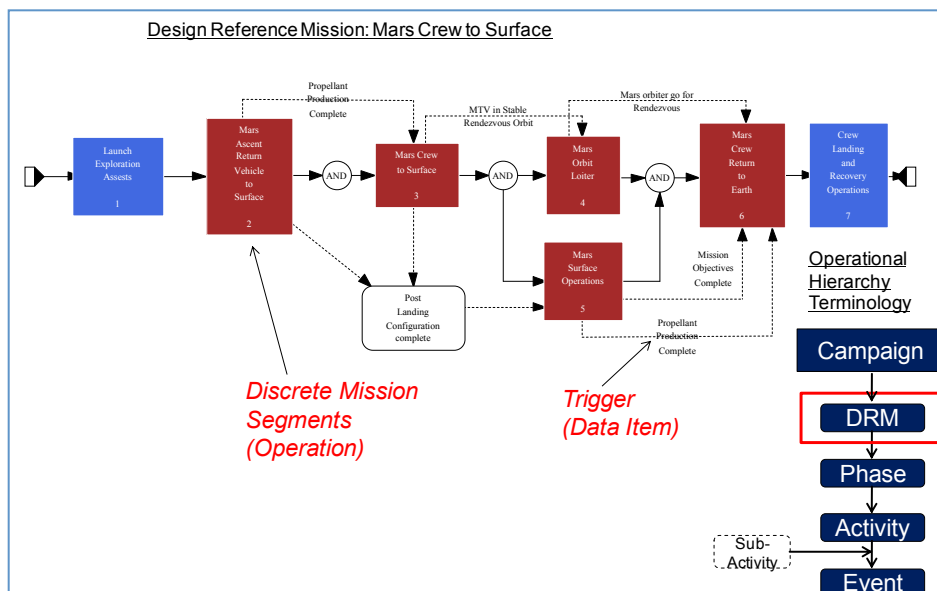 Design Reference Mission: Mars Crew to Surface
Propellant
Production
Complete
MTV in Stable
Rendezvous Orbit
Mars orbiter go for
Rendezvous
Launch
Exploration
Assests
1
Mars
Ascent
Return
Vehicle
to
Surface
2
AND
Mars Crew
to Surface
3
AND
Mars
Orbit
Loiter
4
AND
Mars
Crew
Return
to
Earth
6
Crew
Landing
and
Recovery
Operations
7
Mars
Surface
Operations
5
Mission
Objectives
Complete
Post
Landing
Configuration
complete
Propellant
Production
Complete
Discrete Mission
Segments
(Operation)
Trigger
(Data Item)
Operational
Hierarchy
Terminology
Campaign
DRM
Phase
Activity
Sub-
Activity
Event